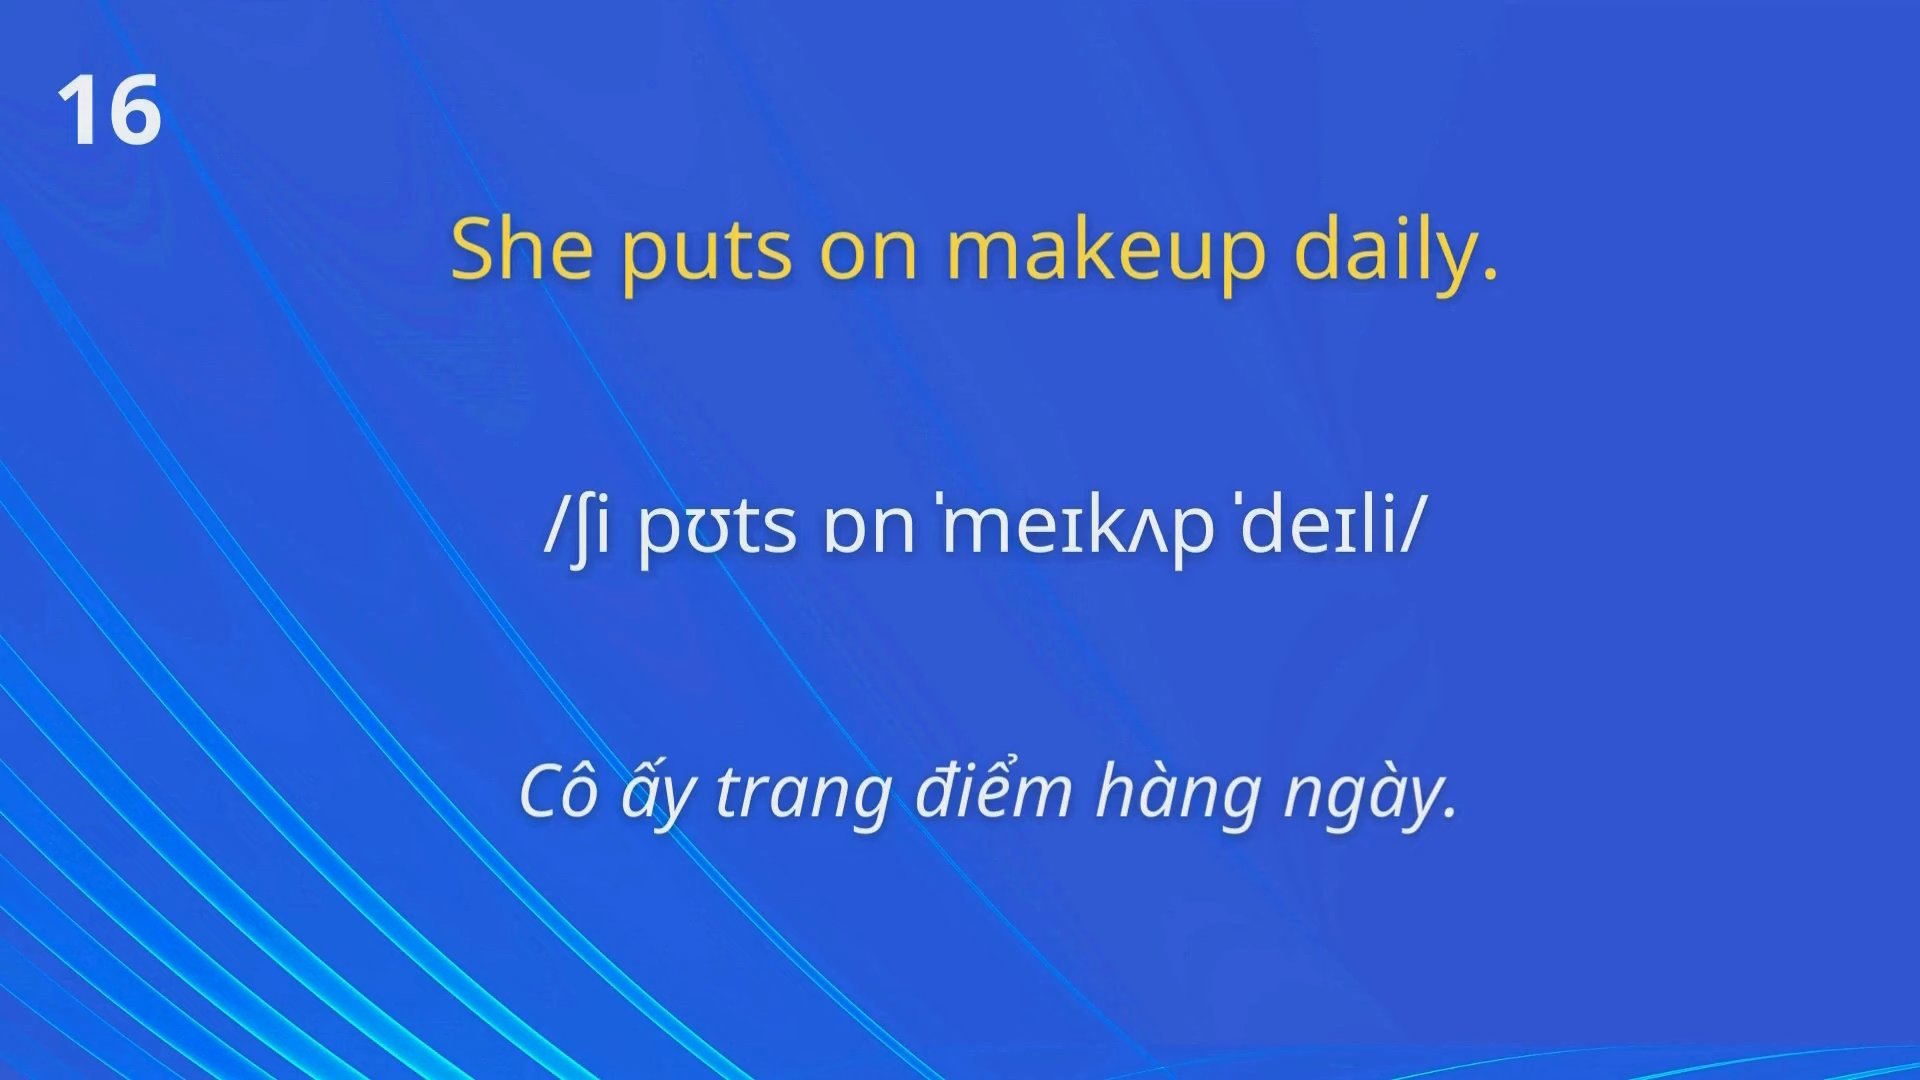 16
She puts on makeup daily.
/ʃi pʊts ɒn ˈmeɪkʌp ˈdeɪli/
Cô ấy trang điểm hàng ngày.